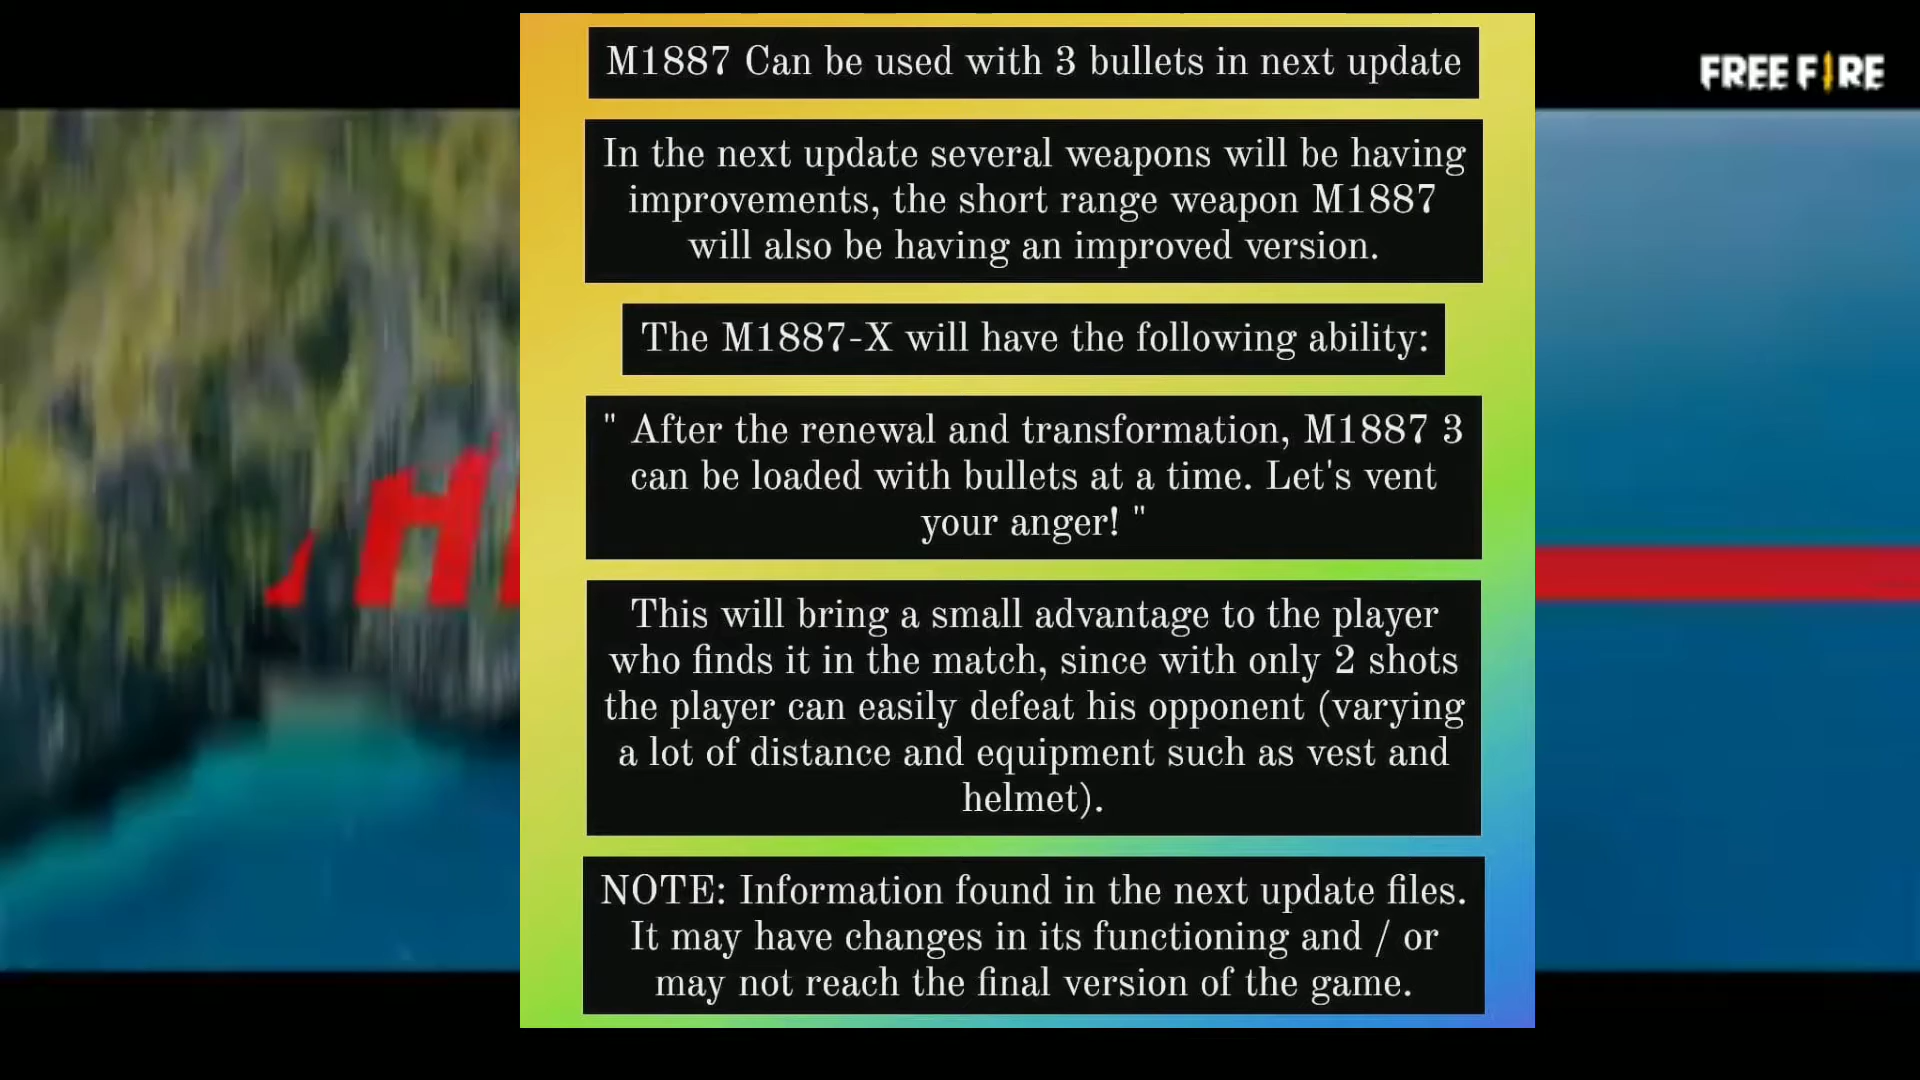 M1887 Can be used with 3 bullets in next update
FREE FIRE
In the next update several weapons will be having
improvements, the short range weapon M1887
will also be having an improved version.
The M1887-X will have the following ability:
" After the renewal and transformation, M1887 3
can be loaded with bullets at a time. Let's vent
your anger! "
This will bring a small advantage to the player
who finds it in the match, since with only 2 shots
the player can easily defeat his opponent (varying
a lot of distance and equipment such as vest and
helmet).
NOTE: Information found in the next update files.
It may have changes in its functioning and / or
may not reach the final version of the game.